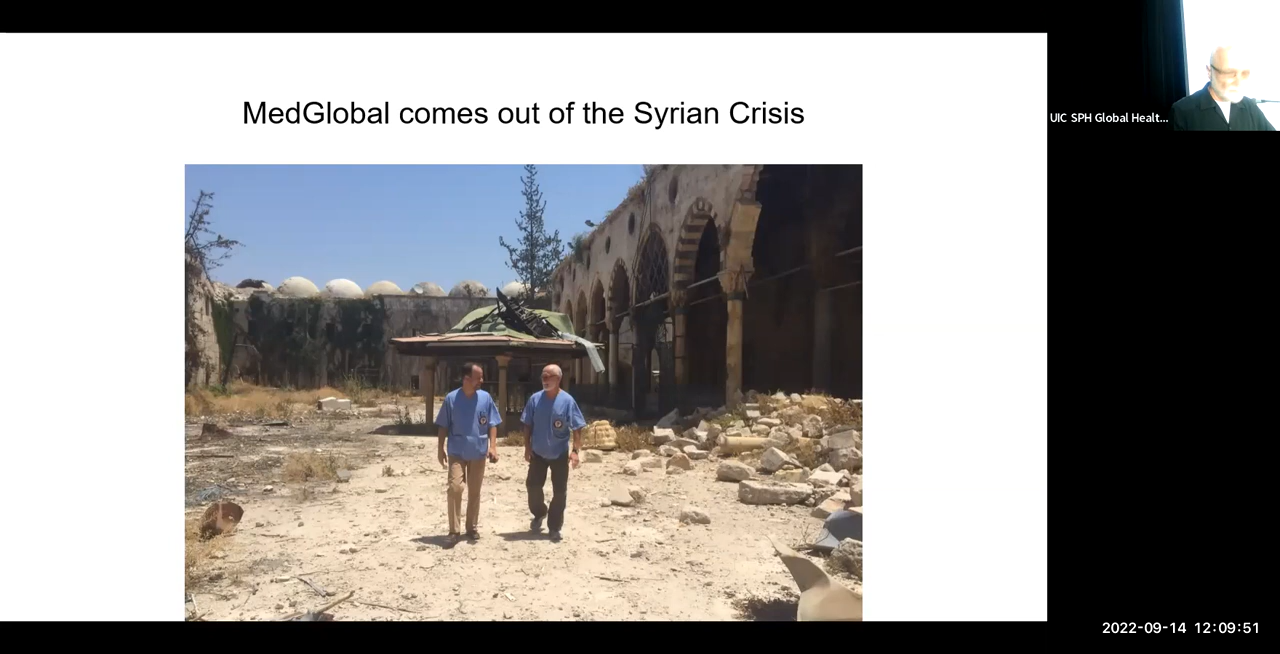 MedGlobal comes out of the Syrian Crisis
UIC SPH Global Healt...
2022-09-14 12:09:51